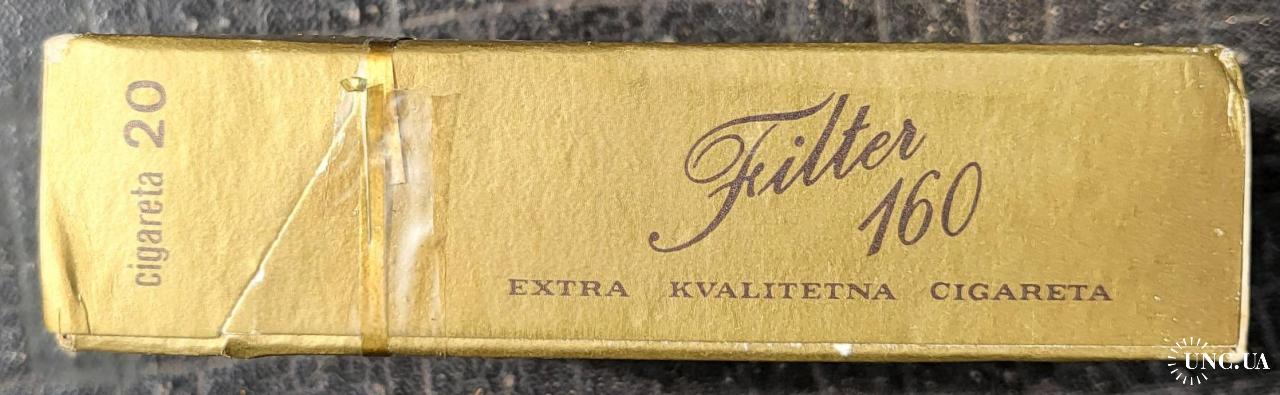 cigareta 20
Filter
160
EXTRA KVALITETNA CIGARETA
UNC.UA